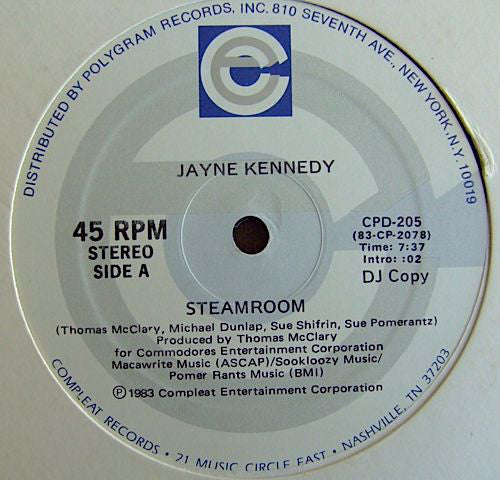 DISTRIBUTED BY POLYGRAM RECORDS, INC. 810 SEVENTH AVE., NEW YORK, N.Y. 10019
JAYNE KENNEDY
45 RPM
STEREO
SIDE A
CPD-205
(83-CP-2078)
Time: 7:37
Intro: :02
DJ Copy
STEAMROOM
(Thomas McClary, Michael Dunlap, Sue Shifrin, Sue Pomerantz)
Produced by Thomas McClary
for Commodores Entertainment Corporation
Macawrite Music (ASCAP)/Sookloozy Music/
Pomer Rants Music (BMI)
Ⓟ 1983 Compleat Entertainment Corporation
COMPLEAT RECORDS • 21 MUSIC CIRCLE EAST • NASHVILLE, TN 37203